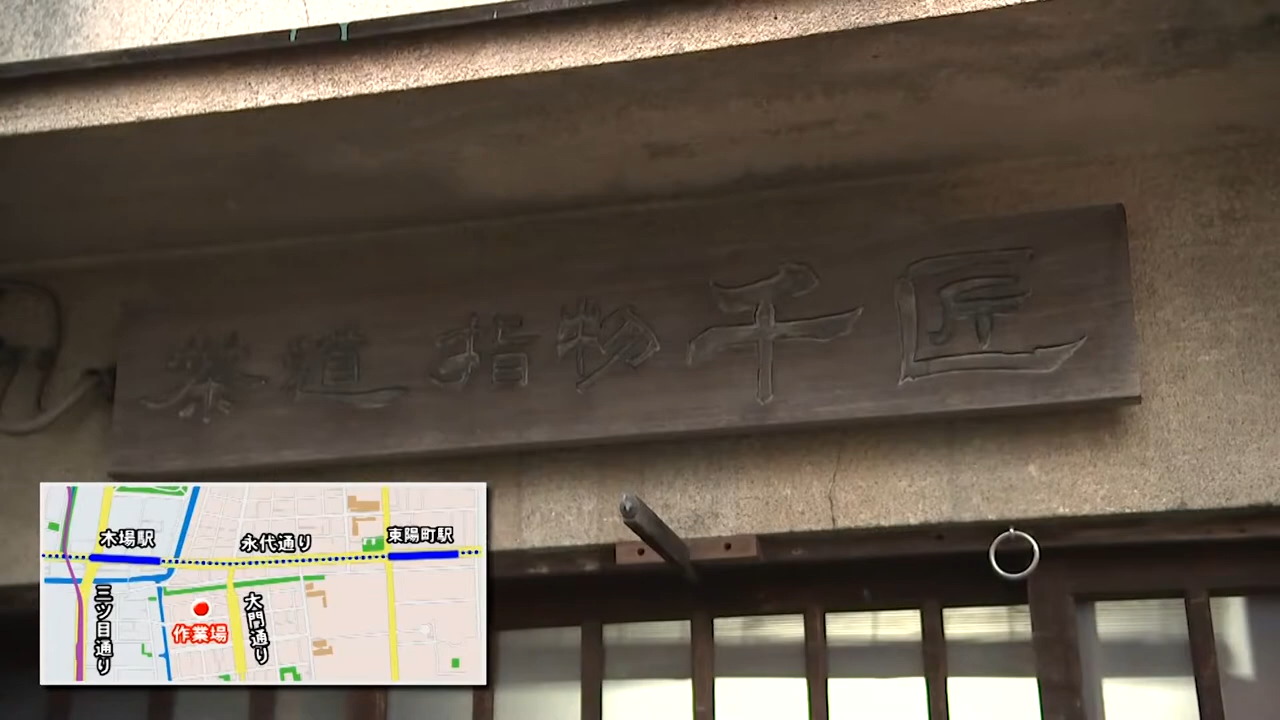 茶道 指物 千匠
木場駅
永代通り
東陽町駅
三ツ目通り
作業場
大門通り